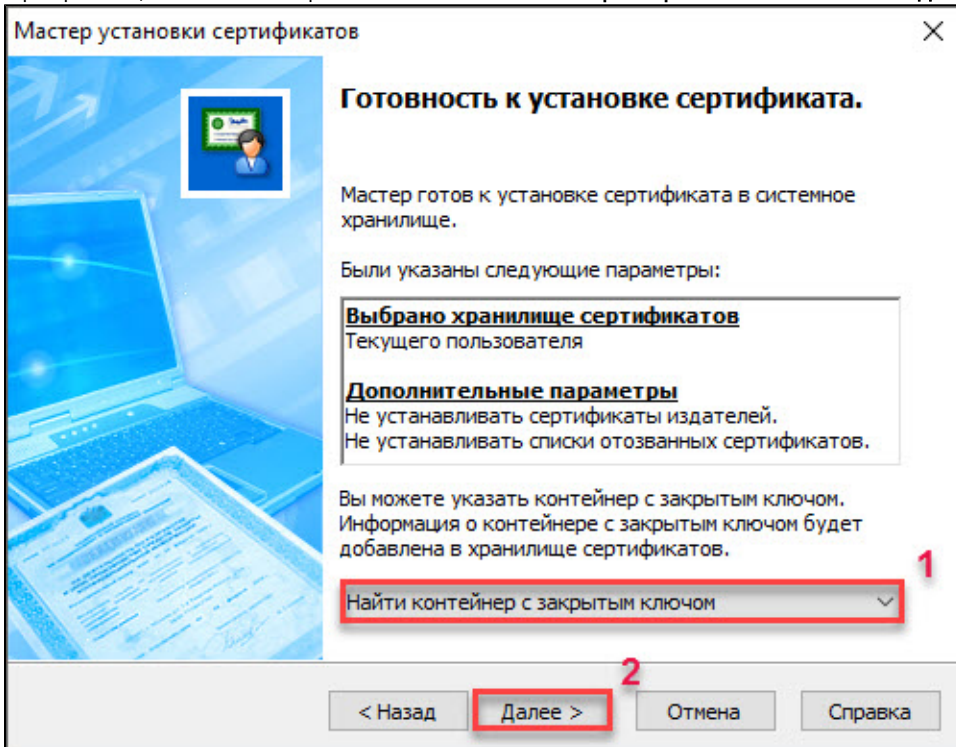 Мастер установки сертификатов
Готовность к установке сертификата.
Мастер готов к установке сертификата в системное
хранилище.
Были указаны следующие параметры:
Выбрано хранилище сертификатов
Текущего пользователя
Дополнительные параметры
Не устанавливать сертификаты издателей.
Не устанавливать списки отозванных сертификатов.
Вы можете указать контейнер с закрытым ключом.
Информация о контейнере с закрытым ключом будет
добавлена в хранилище сертификатов.
1
Найти контейнер с закрытым ключом
2
< Назад Далее > Отмена Справка